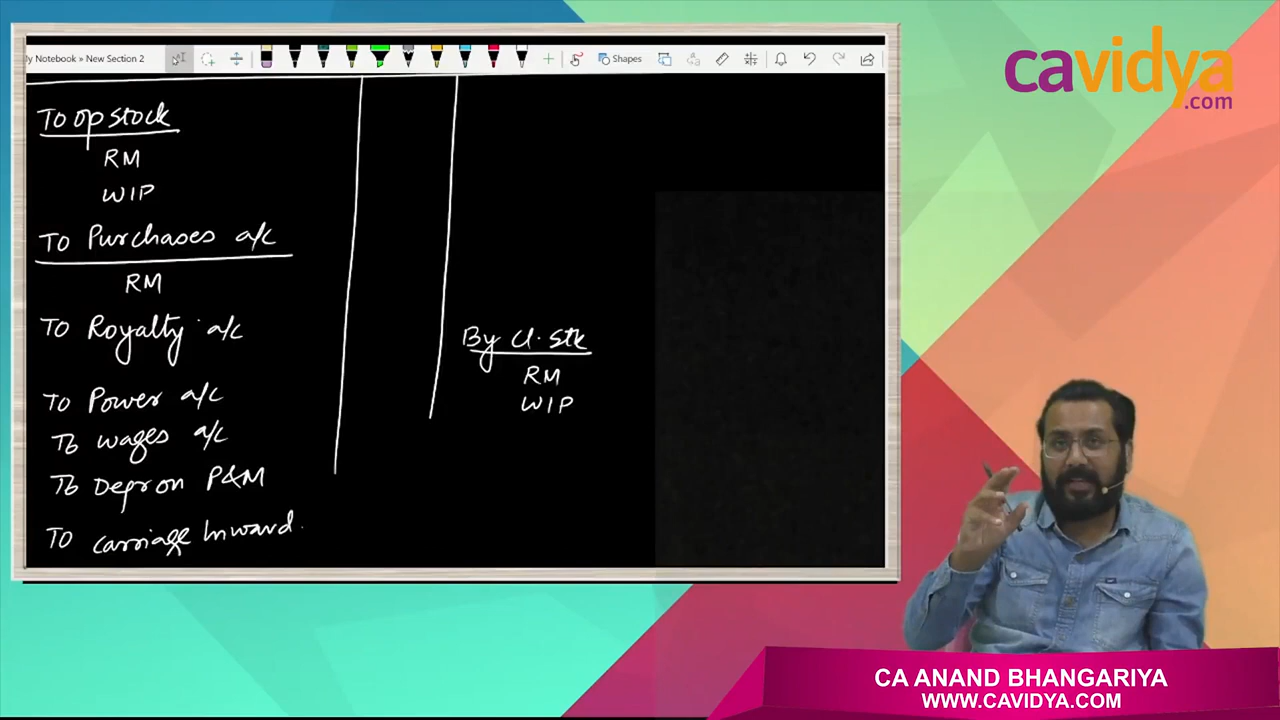 ly Notebook » New Section 2
Shapes
To op stock
RM
WIP
To Purchases a/c
RM
To Royalty a/c
To Power a/c
To wages a/c
To Depr on P&M
To carriage Inward.
By Cl. Stk
RM
WIP
cavidya
.com
CA ANAND BHANGARIYA
WWW.CAVIDYA.COM